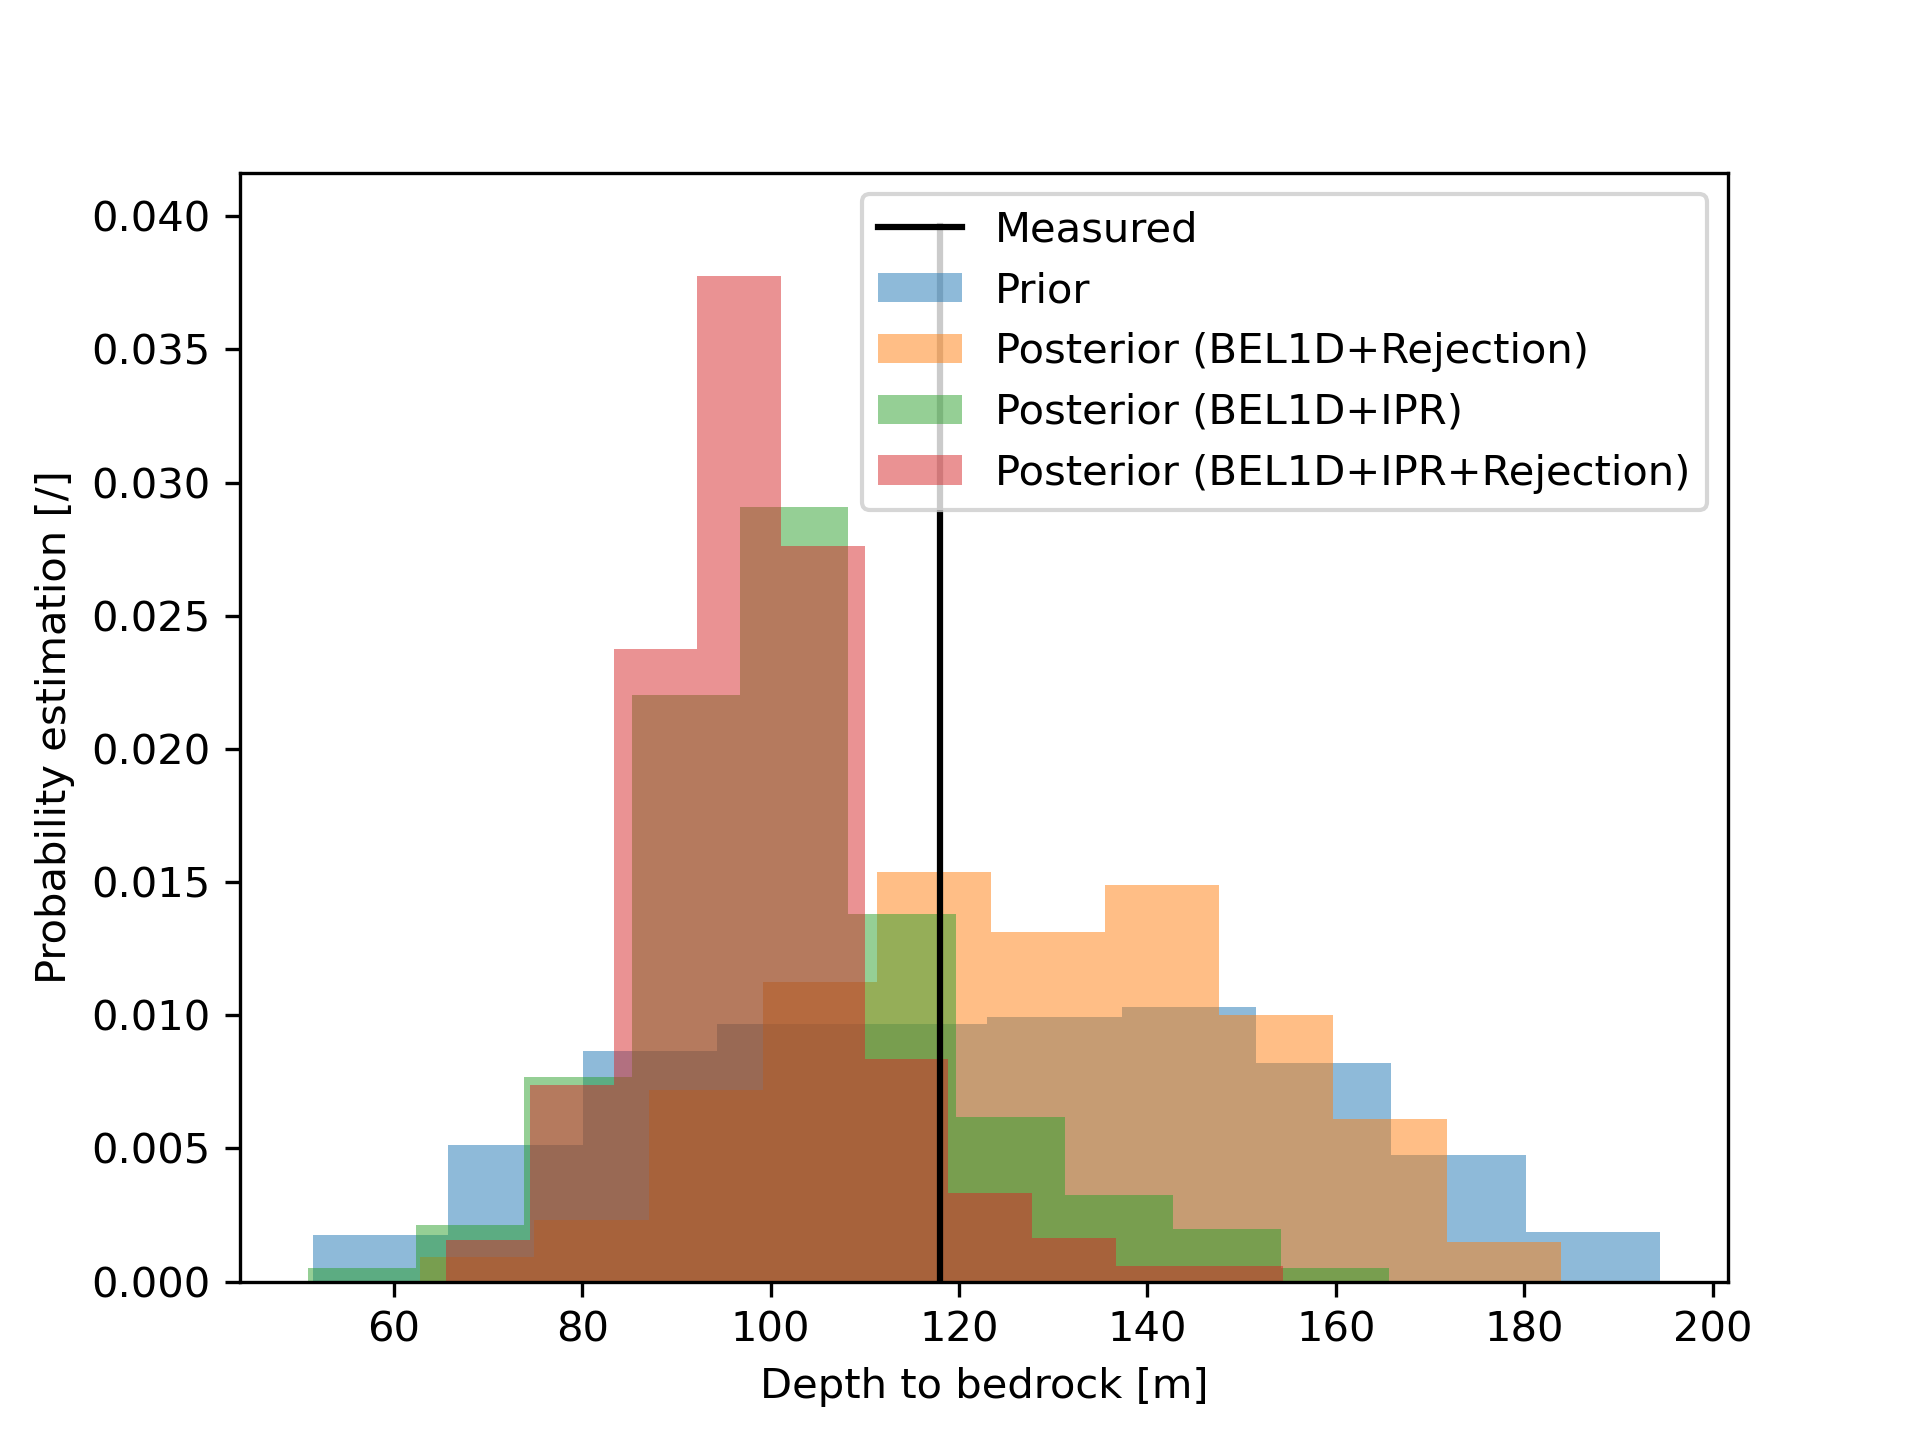 0.040
0.035
0.030
0.025
0.020
0.015
0.010
0.005
0.000
Probability estimation [/]
Measured
Prior
Posterior (BEL1D+Rejection)
Posterior (BEL1D+IPR)
Posterior (BEL1D+IPR+Rejection)
60 80 100 120 140 160 180 200
Depth to bedrock [m]